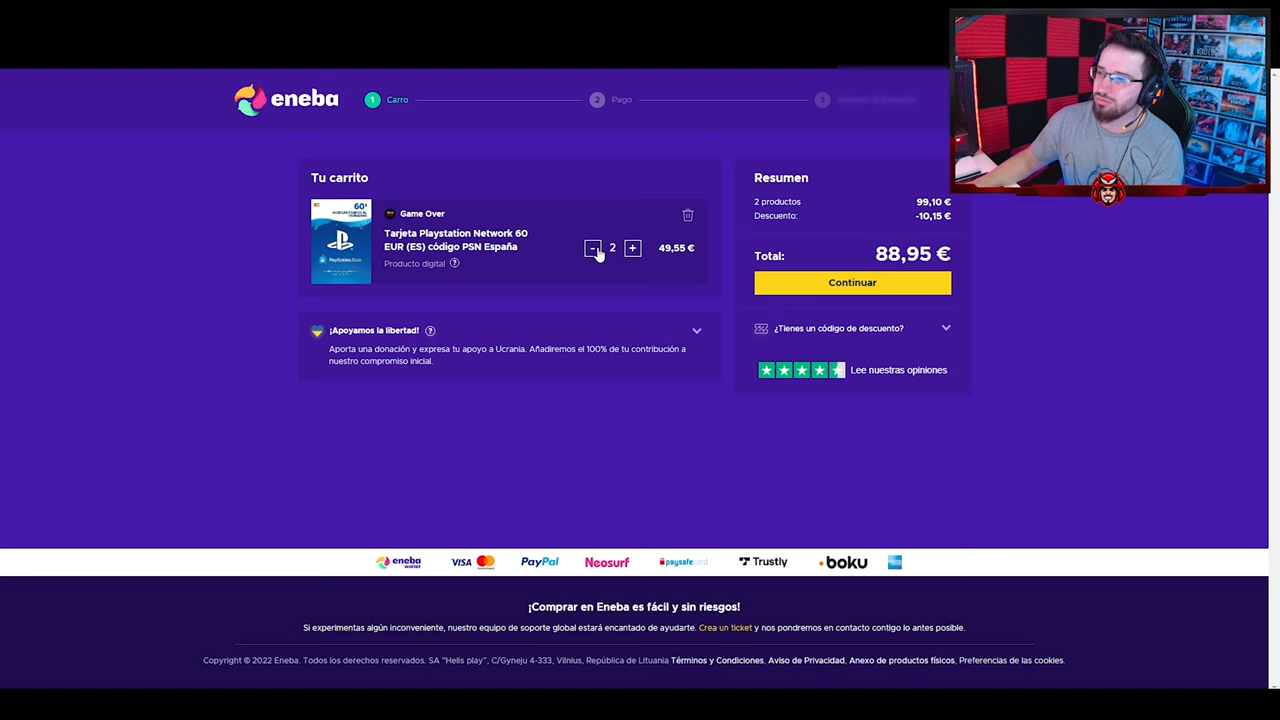 eneba
1 Carro
2 Pago
3
Tu carrito
60€
PlayStation Store
Game Over
Tarjeta Playstation Network 60
EUR (ES) código PSN España
Producto digital ?
- 2 + 49,55 €
¡Apoyamos la libertad! ?
Aporta una donación y expresa tu apoyo a Ucrania. Añadiremos el 100% de tu contribución a
nuestro compromiso inicial.
Resumen
2 productos 99,10 €
Descuento: -10,15 €
Total: 88,95 €
Continuar
¿Tienes un código de descuento?
Lee nuestras opiniones
eneba wallet VISA PayPal Neosurf paysafecard Trustly boku
¡Comprar en Eneba es fácil y sin riesgos!
Si experimentas algún inconveniente, nuestro equipo de soporte global estará encantado de ayudarte. Crea un ticket y nos pondremos en contacto contigo lo antes posible.
Copyright © 2022 Eneba. Todos los derechos reservados. SA "Helis play", C/Gyneju 4-333, Vilnius, República de Lituania Términos y Condiciones, Aviso de Privacidad, Anexo de productos físicos, Preferencias de las cookies.